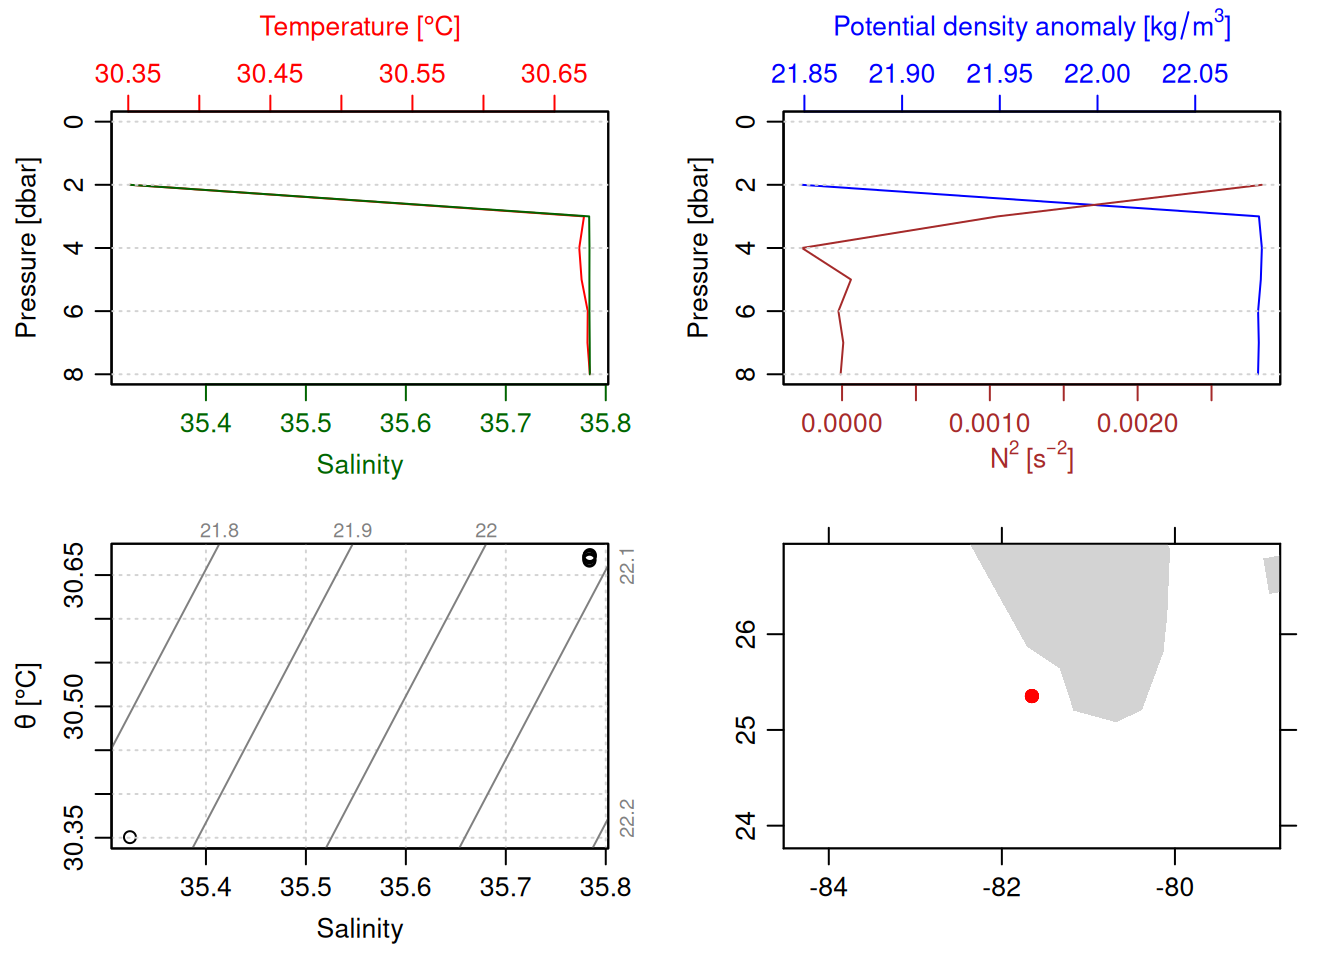 Temperature [°C]
30.35 30.45 30.55 30.65
Pressure [dbar]
0
2
4
6
8
35.4 35.5 35.6 35.7 35.8
Salinity
Potential density anomaly [kg/m³]
21.85 21.90 21.95 22.00 22.05
Pressure [dbar]
0
2
4
6
8
0.0000 0.0010 0.0020
N² [s⁻²]
21.8 21.9 22
22.1
22.2
θ [°C]
30.65
30.50
30.35
35.4 35.5 35.6 35.7 35.8
Salinity
26
25
24
-84 -82 -80